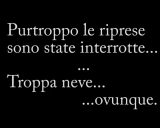 Purtroppo le riprese
sono state interrotte...
...
Troppa neve...
...ovunque.